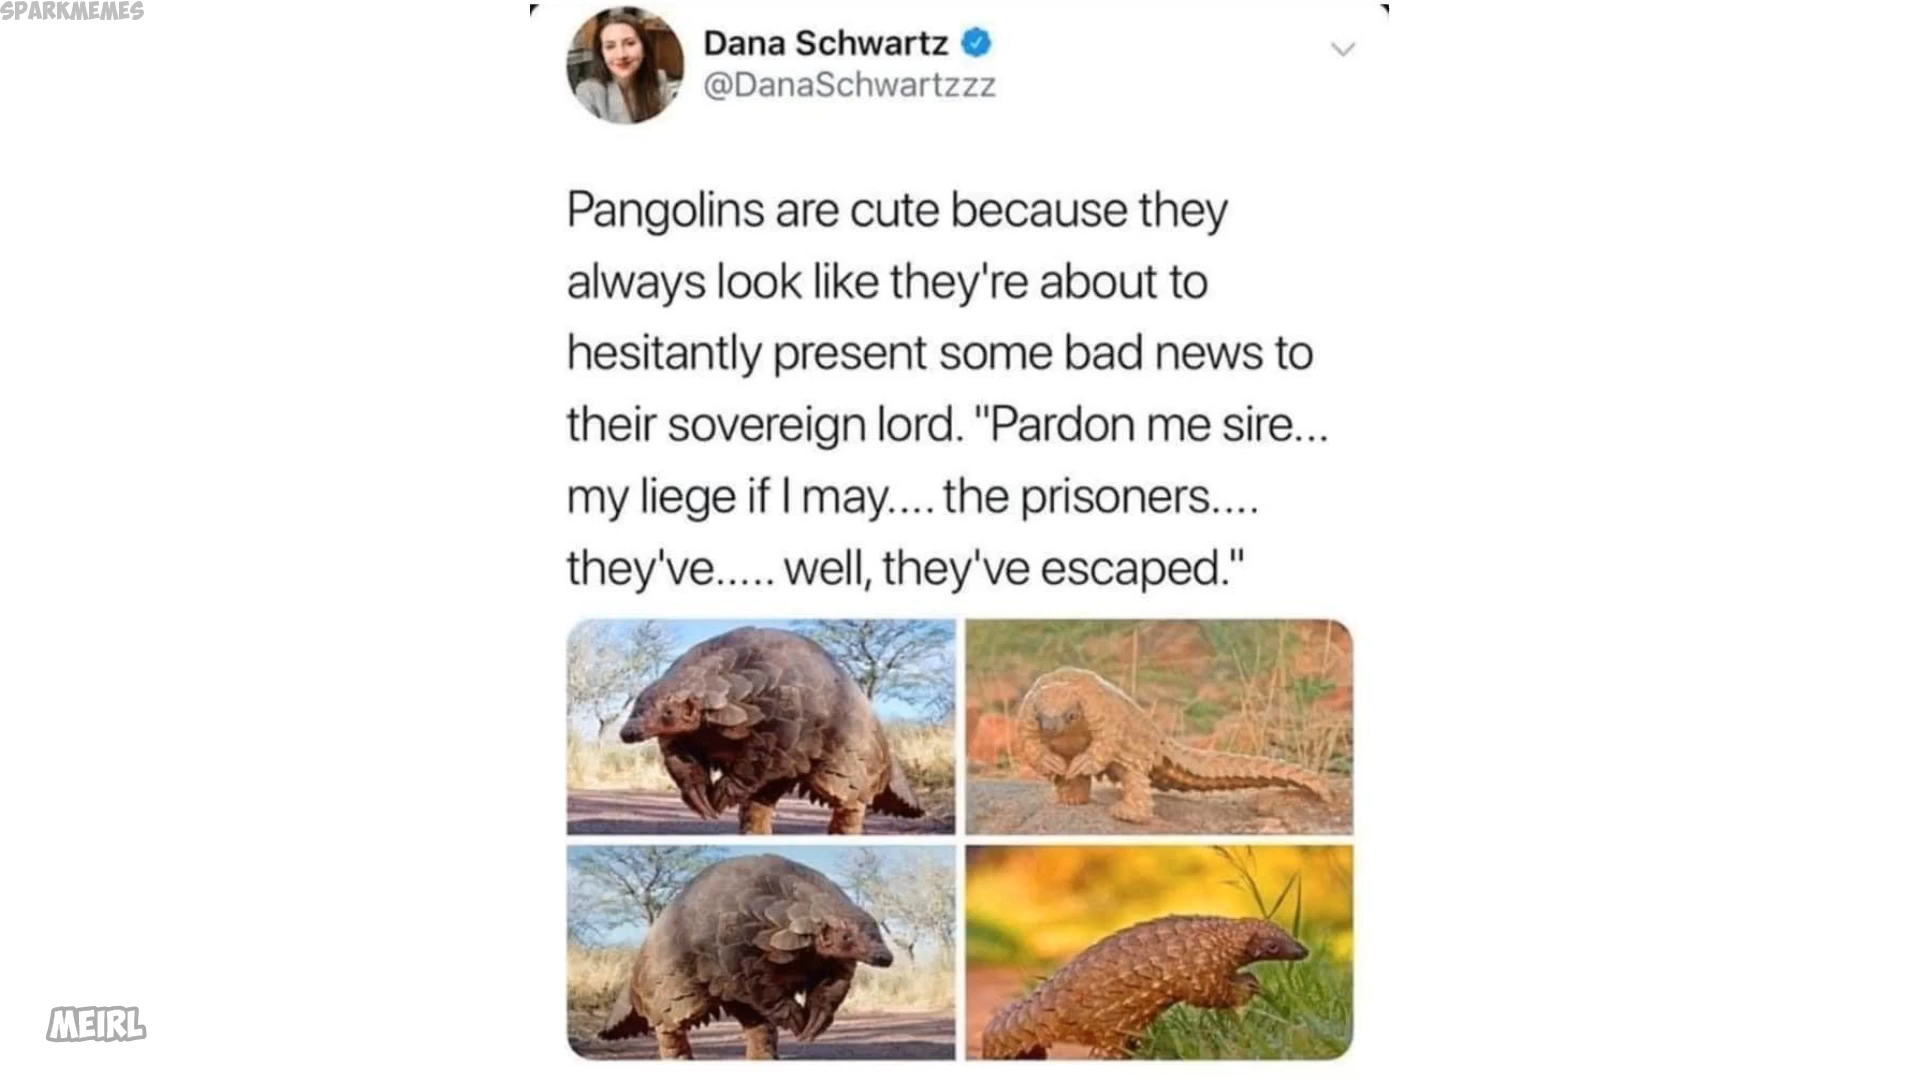 SPARKMEMES
Dana Schwartz
@DanaSchwartzzz
Pangolins are cute because they
always look like they're about to
hesitantly present some bad news to
their sovereign lord. "Pardon me sire...
my liege if I may.... the prisoners....
they've..... well, they've escaped."
MEIRL